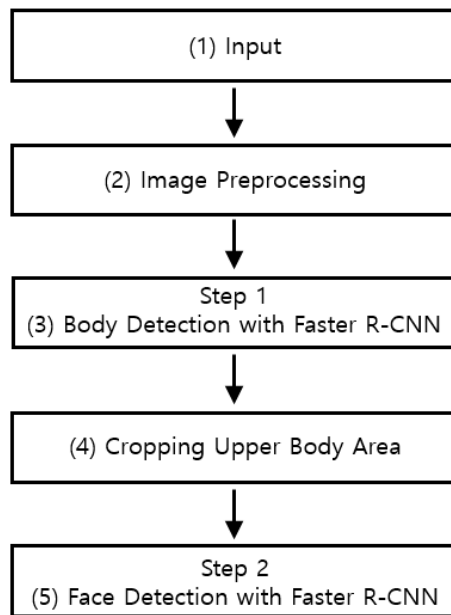 (1) Input
(2) Image Preprocessing
Step 1
(3) Body Detection with Faster R-CNN
(4) Cropping Upper Body Area
Step 2
(5) Face Detection with Faster R-CNN